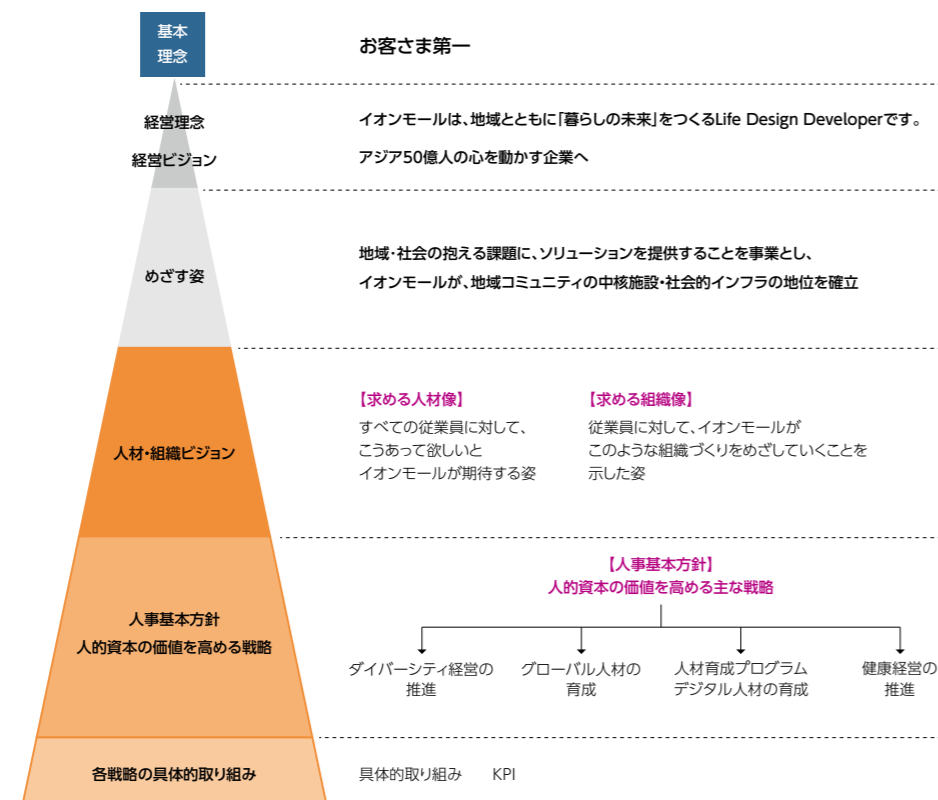 基本
理念
お客さま第一
経営理念
イオンモールは、地域とともに「暮らしの未来」をつくるLife Design Developerです。
経営ビジョン
アジア50億人の心を動かす企業へ
めざす姿
地域・社会の抱える課題に、ソリューションを提供することを事業とし、
イオンモールが、地域コミュニティの中核施設・社会的インフラの地位を確立
人材・組織ビジョン
【求める人材像】
すべての従業員に対して、
こうあって欲しいと
イオンモールが期待する姿
【求める組織像】
従業員に対して、イオンモールが
このような組織づくりをめざしていくことを
示した姿
人事基本方針
人的資本の価値を高める戦略
【人事基本方針】
人的資本の価値を高める主な戦略
ダイバーシティ経営の
推進
グローバル人材の
育成
人材育成プログラム
デジタル人材の育成
健康経営の
推進
各戦略の具体的取り組み
具体的取り組み KPI